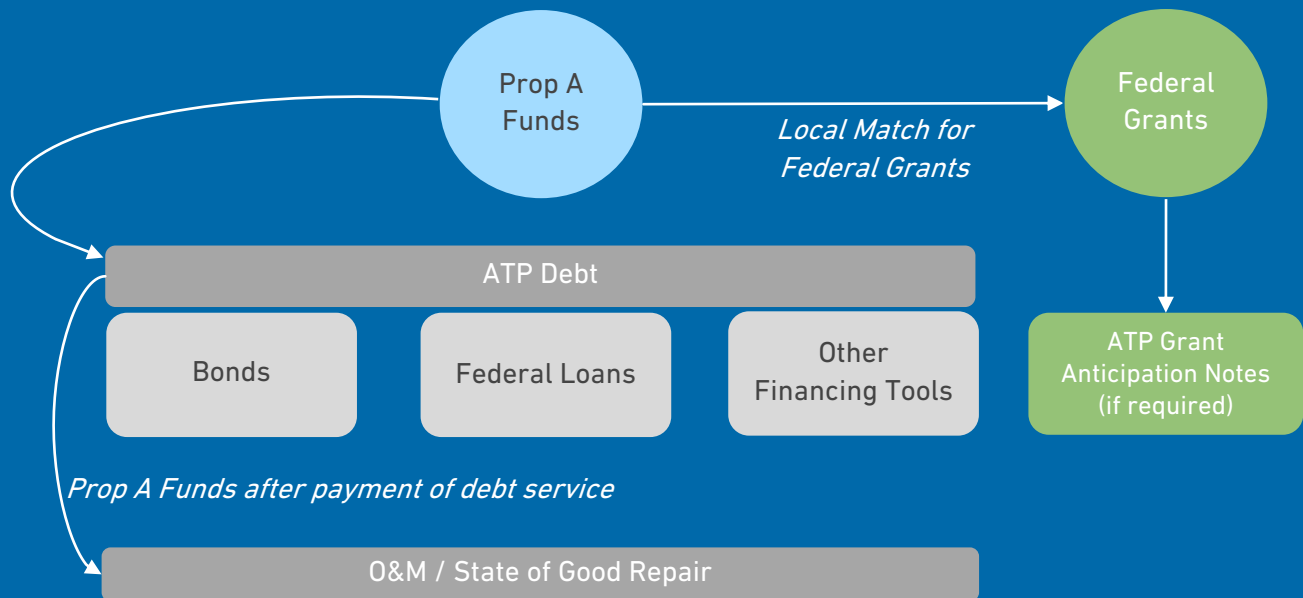 Prop A
Funds
Federal
Grants
Local Match for
Federal Grants
ATP Debt
Bonds
Federal Loans
Other
Financing Tools
ATP Grant
Anticipation Notes
(if required)
Prop A Funds after payment of debt service
O&M / State of Good Repair